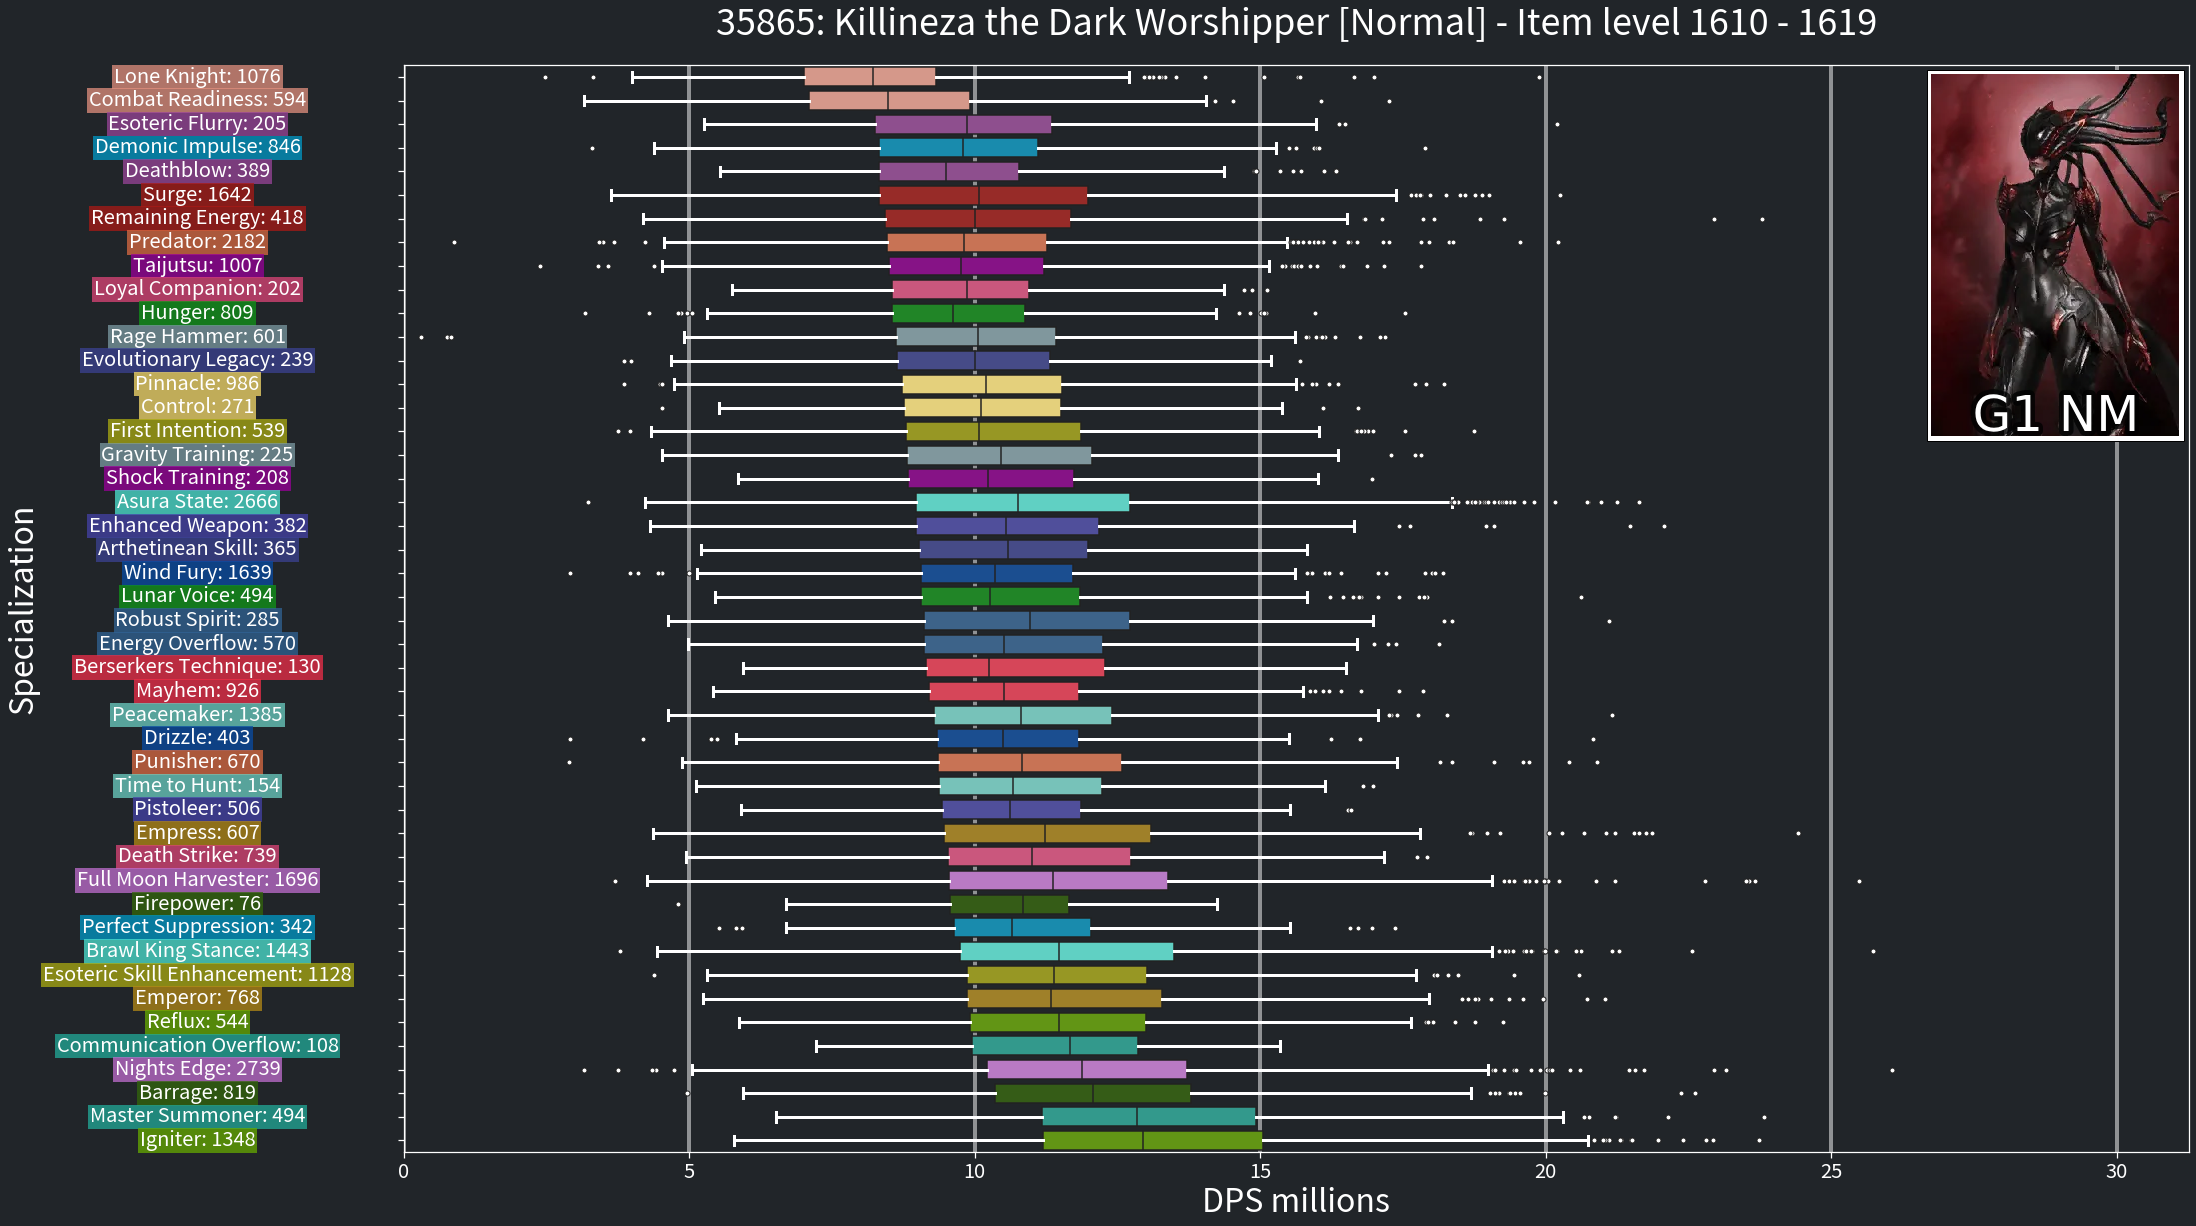 35865: Killineza the Dark Worshipper [Normal] - Item level 1610 - 1619
Lone Knight: 1076
Combat Readiness: 594
Esoteric Flurry: 205
Demonic Impulse: 846
Deathblow: 389
Surge: 1642
Remaining Energy: 418
Predator: 2182
Taijutsu: 1007
Loyal Companion: 202
Hunger: 809
Rage Hammer: 601
Evolutionary Legacy: 239
Pinnacle: 986
Control: 271
First Intention: 539
Gravity Training: 225
Shock Training: 208
Asura State: 2666
Enhanced Weapon: 382
Arthetinean Skill: 365
Wind Fury: 1639
Lunar Voice: 494
Robust Spirit: 285
Energy Overflow: 570
Berserkers Technique: 130
Mayhem: 926
Peacemaker: 1385
Drizzle: 403
Punisher: 670
Time to Hunt: 154
Pistoleer: 506
Empress: 607
Death Strike: 739
Full Moon Harvester: 1696
Firepower: 76
Perfect Suppression: 342
Brawl King Stance: 1443
Esoteric Skill Enhancement: 1128
Emperor: 768
Reflux: 544
Communication Overflow: 108
Nights Edge: 2739
Barrage: 819
Master Summoner: 494
Igniter: 1348
Specialization
G1 NM
0 5 10 15 20 25 30
DPS millions